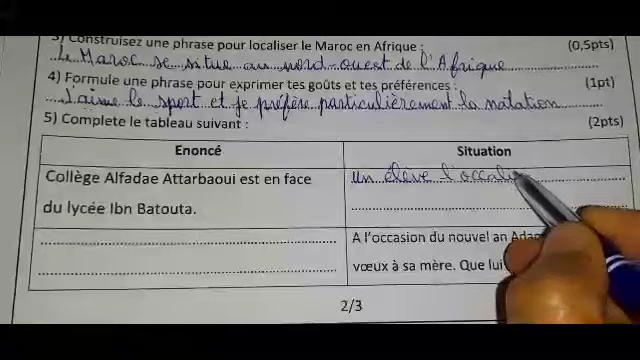 3) Construisez une phrase pour localiser le Maroc en Afrique : (0,5pts)
Le Maroc se situe au nord-ouest de l'Afrique
4) Formule une phrase pour exprimer tes goûts et tes préférences : (1pt)
J'aime le sport et je préfère particulièrement la natation
5) Complete le tableau suivant : (2pts)
Enoncé Situation
Collège Alfadae Attarbaoui est en face
du lycée Ibn Batouta.
un élève l'occali
A l'occasion du nouvel an Adam
vœux à sa mère. Que lui
2/3